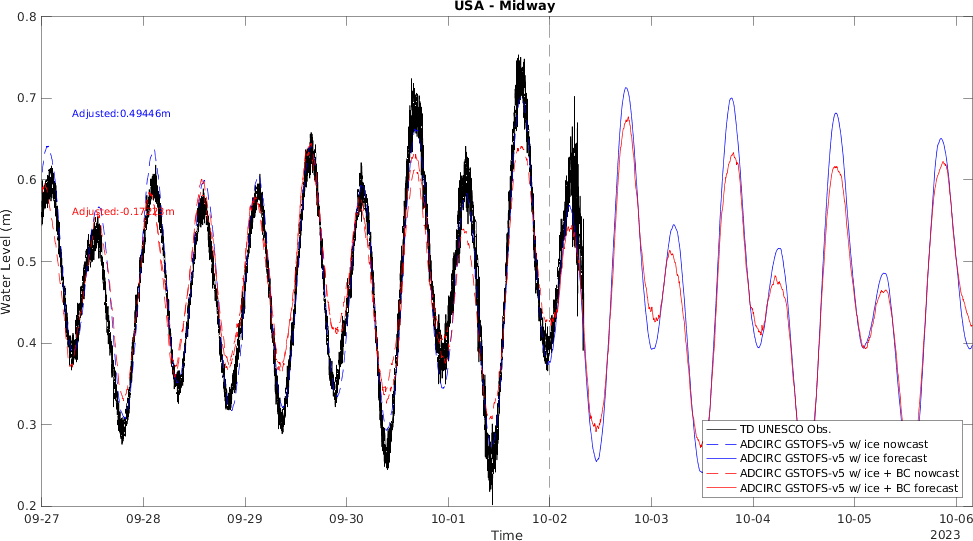 USA - Midway
0.8
0.7
0.6
0.5
0.4
0.3
0.2
Water Level (m)
Adjusted:0.49446m
TD UNESCO Obs.
ADCIRC GSTOFS-v5 w/ ice nowcast
ADCIRC GSTOFS-v5 w/ ice forecast
ADCIRC GSTOFS-v5 w/ ice + BC nowcast
ADCIRC GSTOFS-v5 w/ ice + BC forecast
09-27 09-28 09-29 09-30 10-01 10-02 10-03 10-04 10-05 10-06
2023
Time